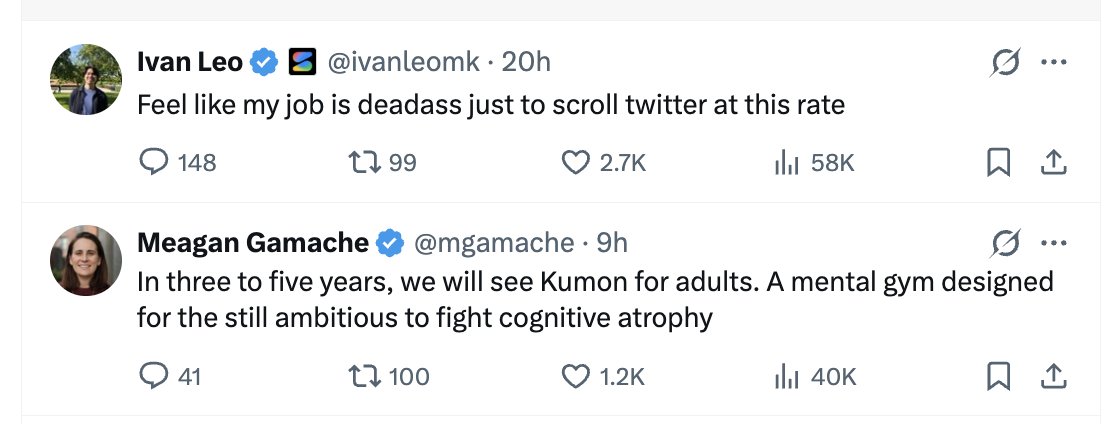 Ivan Leo @ivanleomk · 20h
Feel like my job is deadass just to scroll twitter at this rate
148 99 2.7K 58K
Meagan Gamache @mgamache · 9h
In three to five years, we will see Kumon for adults. A mental gym designed
for the still ambitious to fight cognitive atrophy
41 100 1.2K 40K